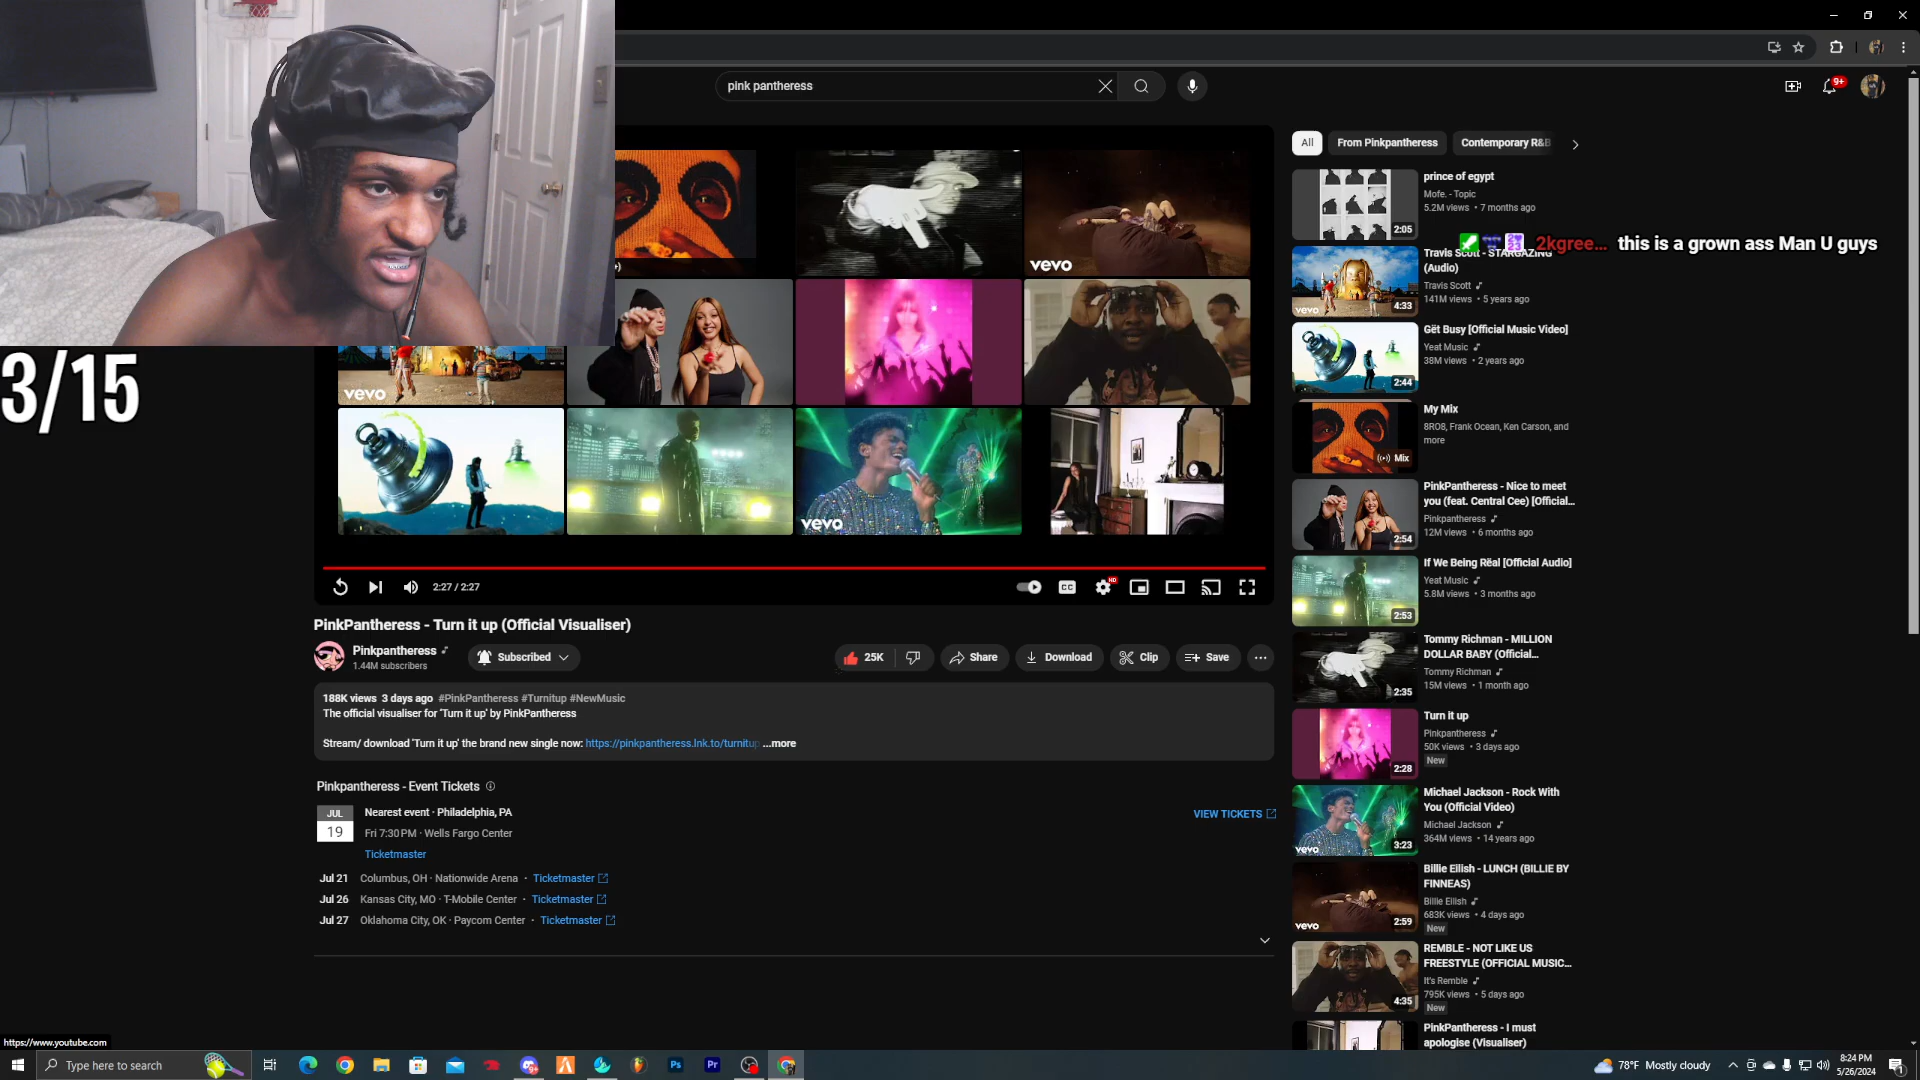 pink pantheress
9+
All
From Pinkpantheress
Contemporary R&B
3/15
vevo
vevo
vevo
2:27 / 2:27
CC
HD
PinkPantheress - Turn it up (Official Visualiser)
Pinkpantheress
1.44M subscribers
Subscribed
25K
Share
Download
Clip
Save
188K views 3 days ago #PinkPantheress #Turnitup #NewMusic
The official visualiser for 'Turn it up' by PinkPantheress
Stream/ download 'Turn it up' the brand new single now: https://pinkpantheress.lnk.to/turnitup ...more
Pinkpantheress - Event Tickets
JUL
19
Nearest event · Philadelphia, PA
Fri 7:30 PM · Wells Fargo Center
Ticketmaster
VIEW TICKETS
Jul 21 Columbus, OH · Nationwide Arena · Ticketmaster
Jul 26 Kansas City, MO · T-Mobile Center · Ticketmaster
Jul 27 Oklahoma City, OK · Paycom Center · Ticketmaster
2:05
prince of egypt
Mofe. - Topic
5.2M views • 7 months ago
2kgree... this is a grown ass Man U guys
vevo
4:33
Travis Scott - STARGAZING
(Audio)
Travis Scott
141M views • 5 years ago
2:44
Gët Busy [Official Music Video]
Yeat Music
38M views • 2 years ago
Mix
My Mix
8RO8, Frank Ocean, Ken Carson, and
more
2:54
PinkPantheress - Nice to meet
you (feat. Central Cee) [Official...
Pinkpantheress
12M views • 6 months ago
2:53
If We Being Rëal [Official Audio]
Yeat Music
5.8M views • 3 months ago
2:35
Tommy Richman - MILLION
DOLLAR BABY (Official...
Tommy Richman
15M views • 1 month ago
2:28
Turn it up
Pinkpantheress
50K views • 3 days ago
New
vevo
3:23
Michael Jackson - Rock With
You (Official Video)
Michael Jackson
364M views • 14 years ago
vevo
2:59
Billie Eilish - LUNCH (BILLIE BY
FINNEAS)
Billie Eilish
683K views • 4 days ago
New
4:35
REMBLE - NOT LIKE US
FREESTYLE (OFFICIAL MUSIC...
It's Remble
795K views • 5 days ago
New
PinkPantheress - I must
apologise (Visualiser)
https://www.youtube.com
Type here to search
Ps
Pr
78°F Mostly cloudy
8:24 PM
5/26/2024
1